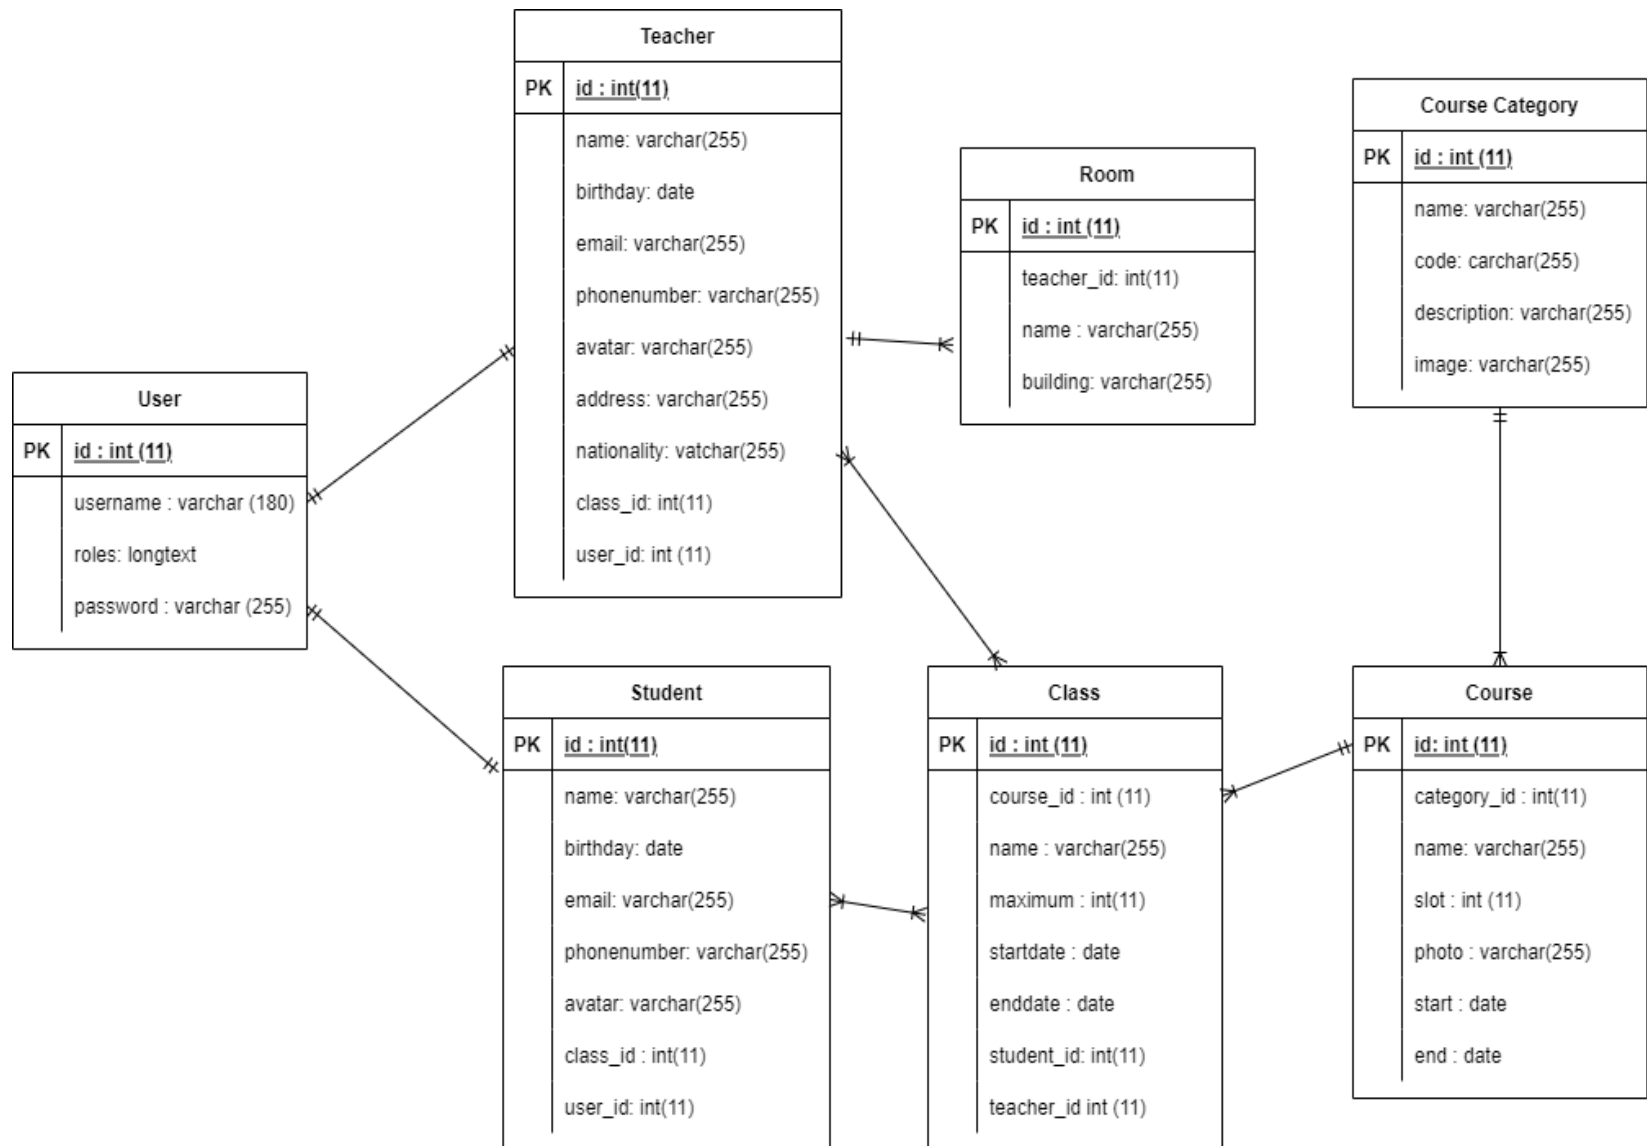 Teacher
PK id : int(11)
name: varchar(255)
birthday: date
email: varchar(255)
phonenumber: varchar(255)
avatar: varchar(255)
address: varchar(255)
nationality: vatchar(255)
class_id: int(11)
user_id: int (11)
Room
PK id : int (11)
teacher_id: int(11)
name : varchar(255)
building: varchar(255)
Course Category
PK id : int (11)
name: varchar(255)
code: carchar(255)
description: varchar(255)
image: varchar(255)
User
PK id : int (11)
username : varchar (180)
roles: longtext
password : varchar (255)
Student
PK id : int(11)
name: varchar(255)
birthday: date
email: varchar(255)
phonenumber: varchar(255)
avatar: varchar(255)
class_id : int(11)
user_id: int(11)
Class
PK id : int (11)
course_id : int (11)
name : varchar(255)
maximum : int(11)
startdate : date
enddate : date
student_id: int(11)
teacher_id int (11)
Course
PK id: int (11)
category_id : int(11)
name: varchar(255)
slot : int (11)
photo : varchar(255)
start : date
end : date